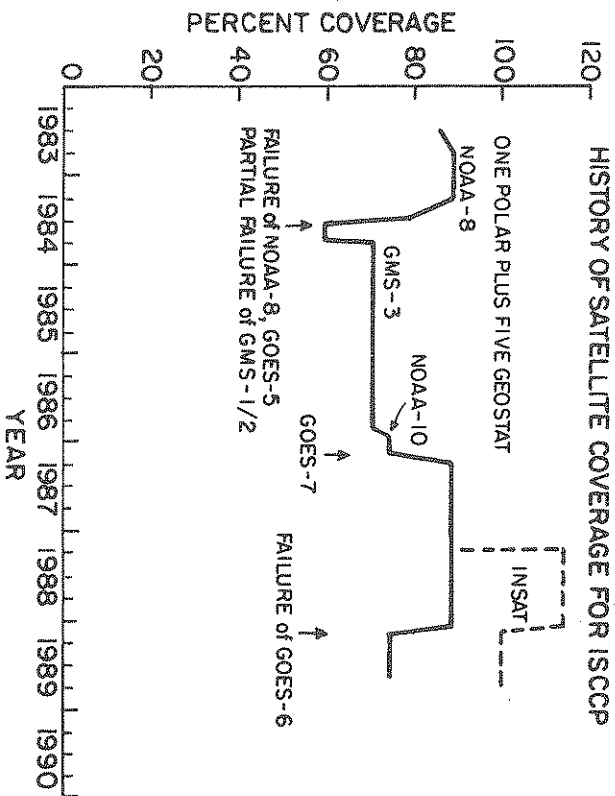 HISTORY OF SATELLITE COVERAGE FOR ISCCP
120
100
80
60
40
20
0
PERCENT COVERAGE
ONE POLAR PLUS FIVE GEOSTAT
NOAA-8
GMS-3
NOAA-10
INSAT
FAILURE of NOAA-8, GOES-5
PARTIAL FAILURE of GMS-1/2
GOES-7
FAILURE of GOES-6
1983 1984 1985 1986 1987 1988 1989 1990
YEAR